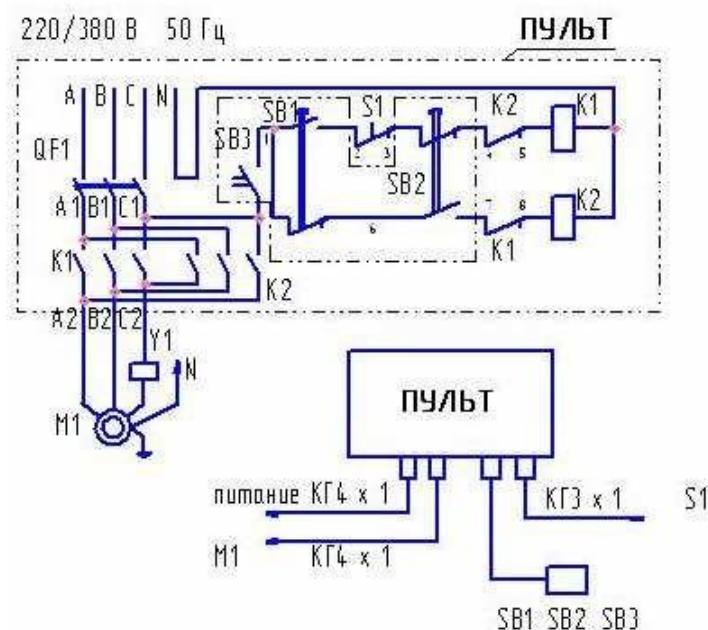 220/380 В 50 Гц ПУЛЬТ
A B C N
SB1 S1 K2 K1
SB3
QF1
1 2 3 4 5
SB2
A1 B1 C1
7 8 K2
6
K1 K1
K2
A2 B2 C2
Y1
N
M1
ПУЛЬТ
питание КГ4 х 1
КГ3 х 1 S1
M1 КГ4 х 1
SB1 SB2 SB3